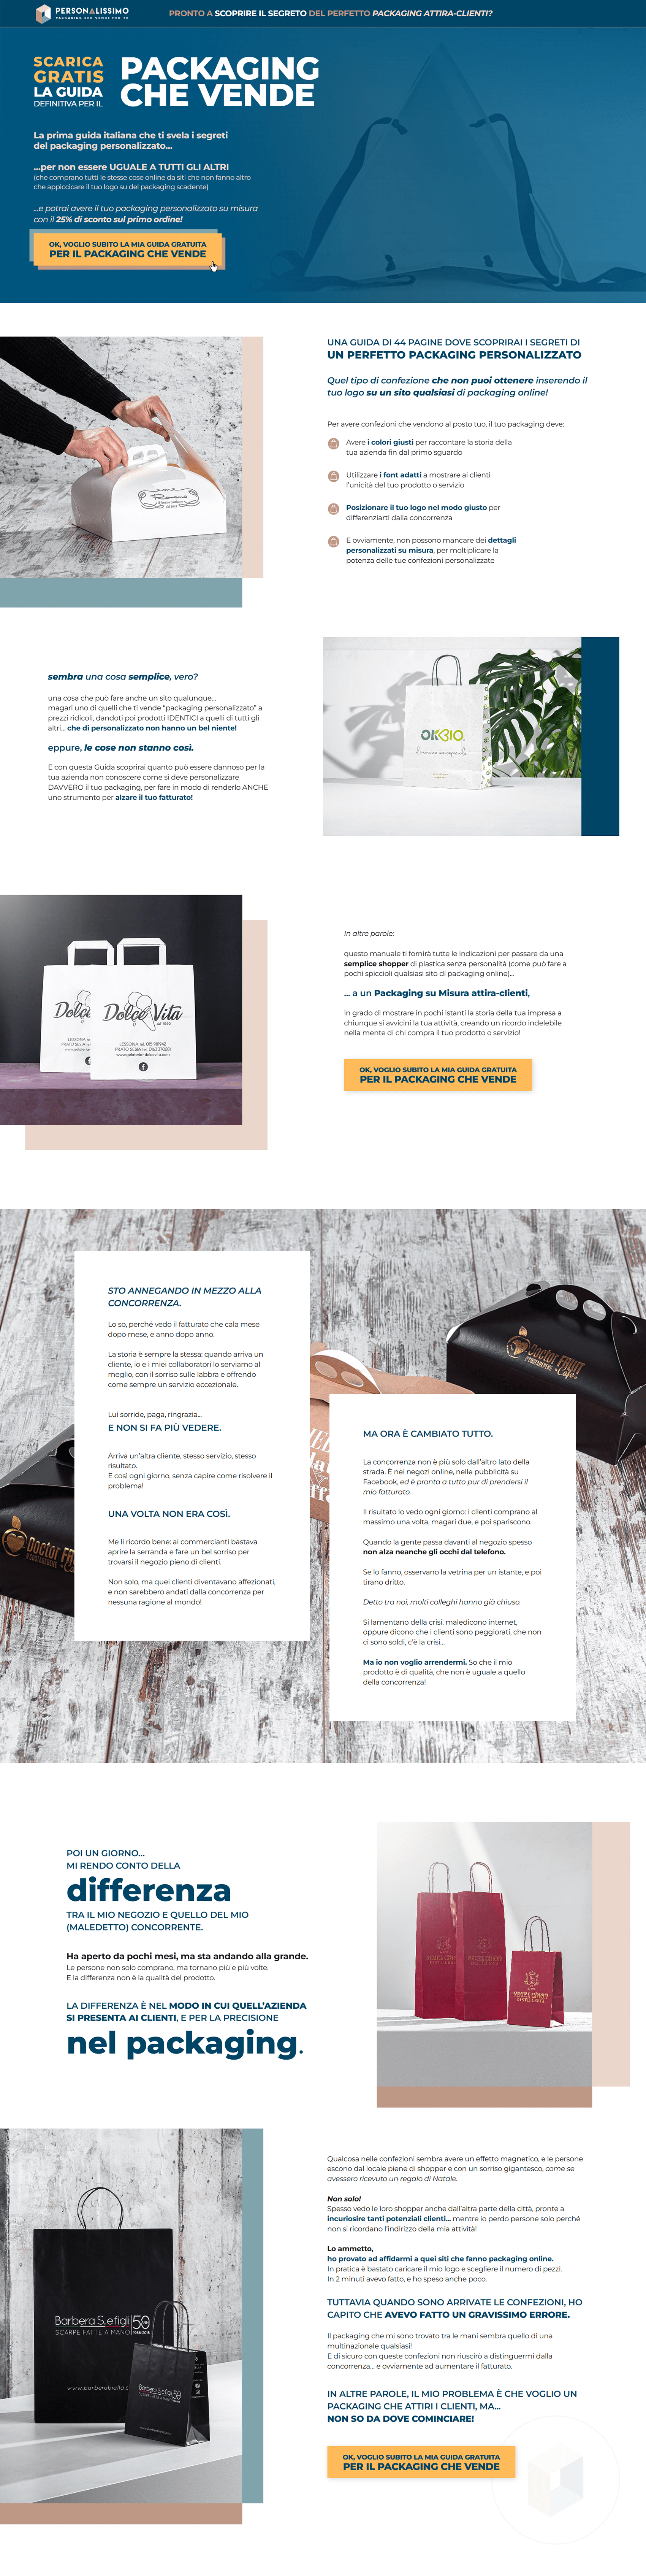 PERSONALISSIMO
PACKAGING CHE VENDE PER TE
PRONTO A SCOPRIRE IL SEGRETO DEL PERFETTO PACKAGING ATTIRA-CLIENTI?
SCARICA
GRATIS
LA GUIDA
DEFINITIVA PER IL
PACKAGING
CHE VENDE
La prima guida italiana che ti svela i segreti
del packaging personalizzato...
...per non essere UGUALE A TUTTI GLI ALTRI
(che comprano tutti le stesse cose online da siti che non fanno altro
che appiccicare il tuo logo su del packaging scadente)
...e potrai avere il tuo packaging personalizzato su misura
con il 25% di sconto sul primo ordine!
OK, VOGLIO SUBITO LA MIA GUIDA GRATUITA
PER IL PACKAGING CHE VENDE
UNA GUIDA DI 44 PAGINE DOVE SCOPRIRAI I SEGRETI DI
UN PERFETTO PACKAGING PERSONALIZZATO
Quel tipo di confezione che non puoi ottenere inserendo il
tuo logo su un sito qualsiasi di packaging online!
Per avere confezioni che vendono al posto tuo, il tuo packaging deve:
Avere i colori giusti per raccontare la storia della
tua azienda fin dal primo sguardo
Utilizzare i font adatti a mostrare ai clienti
l'unicità del tuo prodotto o servizio
Posizionare il tuo logo nel modo giusto per
differenziarti dalla concorrenza
E ovviamente, non possono mancare dei dettagli
personalizzati su misura, per moltiplicare la
potenza delle tue confezioni personalizzate
sembra una cosa semplice, vero?
una cosa che può fare anche un sito qualunque...
magari uno di quelli che ti vende "packaging personalizzato" a
prezzi ridicoli, dandoti poi prodotti IDENTICI a quelli di tutti gli
altri... che di personalizzato non hanno un bel niente!
eppure, le cose non stanno così.
E con questa Guida scoprirai quanto può essere dannoso per la
tua azienda non conoscere come si deve personalizzare
DAVVERO il tuo packaging, per fare in modo di renderlo ANCHE
uno strumento per alzare il tuo fatturato!
OKBIO
Dolce Vita
LESSONA tel. 015-981942
PRATO SESIA tel. 0163 370291
www.gelaterie-dolcevita.com
In altre parole:
questo manuale ti fornirà tutte le indicazioni per passare da una
semplice shopper di plastica senza personalità (come può fare a
pochi spiccioli qualsiasi sito di packaging online)...
... a un Packaging su Misura attira-clienti,
in grado di mostrare in pochi istanti la storia della tua impresa a
chiunque si avvicini la tua attività, creando un ricordo indelebile
nella mente di chi compra il tuo prodotto o servizio!
OK, VOGLIO SUBITO LA MIA GUIDA GRATUITA
PER IL PACKAGING CHE VENDE
STO ANNEGANDO IN MEZZO ALLA
CONCORRENZA.
Lo so, perché vedo il fatturato che cala mese
dopo mese, e anno dopo anno.
La storia è sempre la stessa: quando arriva un
cliente, io e i miei collaboratori lo serviamo al
meglio, con il sorriso sulle labbra e offrendo
come sempre un servizio eccezionale.
Lui sorride, paga, ringrazia...
E NON SI FA PIÙ VEDERE.
Arriva un'altra cliente, stesso servizio, stesso
risultato.
E così ogni giorno, senza capire come risolvere il
problema!
UNA VOLTA NON ERA COSÌ.
Me li ricordo bene: ai commercianti bastava
aprire la serranda e fare un bel sorriso per
trovarsi il negozio pieno di clienti.
Non solo, ma quei clienti diventavano affezionati,
e non sarebbero andati dalla concorrenza per
nessuna ragione al mondo!
Doctor FRUIT
Café
MA ORA È CAMBIATO TUTTO.
La concorrenza non è più solo dall'altro lato della
strada. È nei negozi online, nelle pubblicità su
Facebook, ed è pronta a tutto pur di prendersi il
mio fatturato.
Il risultato lo vedo ogni giorno: i clienti comprano al
massimo una volta, magari due, e poi spariscono.
Quando la gente passa davanti al negozio spesso
non alza neanche gli occhi dal telefono.
Se lo fanno, osservano la vetrina per un istante, e poi
tirano dritto.
Detto tra noi, molti colleghi hanno già chiuso.
Si lamentano della crisi, maledicono internet,
oppure dicono che i clienti sono peggiorati, che non
ci sono soldi, c'è la crisi...
Ma io non voglio arrendermi. So che il mio
prodotto è di qualità, che non è uguale a quello
della concorrenza!
POI UN GIORNO...
MI RENDO CONTO DELLA
differenza
TRA IL MIO NEGOZIO E QUELLO DEL MIO
(MALEDETTO) CONCORRENTE.
Ha aperto da pochi mesi, ma sta andando alla grande.
Le persone non solo comprano, ma tornano più e più volte.
E la differenza non è la qualità del prodotto.
LA DIFFERENZA È NEL MODO IN CUI QUELL'AZIENDA
SI PRESENTA AI CLIENTI, E PER LA PRECISIONE
nel packaging.
Barbera S. e figli 50
SCARPE FATTE A MANO
www.barberabiella.c
Qualcosa nelle confezioni sembra avere un effetto magnetico, e le persone
escono dal locale piene di shopper e con un sorriso gigantesco, come se
avessero ricevuto un regalo di Natale.
Non solo!
Spesso vedo le loro shopper anche dall'altra parte della città, pronte a
incuriosire tanti potenziali clienti... mentre io perdo persone solo perché
non si ricordano l'indirizzo della mia attività!
Lo ammetto,
ho provato ad affidarmi a quei siti che fanno packaging online.
In pratica è bastato caricare il mio logo e scegliere il numero di pezzi.
In 2 minuti avevo fatto, e ho speso anche poco.
TUTTAVIA QUANDO SONO ARRIVATE LE CONFEZIONI, HO
CAPITO CHE AVEVO FATTO UN GRAVISSIMO ERRORE.
Il packaging che mi sono trovato tra le mani sembra quello di una
multinazionale qualsiasi!
E di sicuro con queste confezioni non riuscirò a distinguermi dalla
concorrenza... e ovviamente ad aumentare il fatturato.
IN ALTRE PAROLE, IL MIO PROBLEMA È CHE VOGLIO UN
PACKAGING CHE ATTIRI I CLIENTI, MA...
NON SO DA DOVE COMINCIARE!
OK, VOGLIO SUBITO LA MIA GUIDA GRATUITA
PER IL PACKAGING CHE VENDE